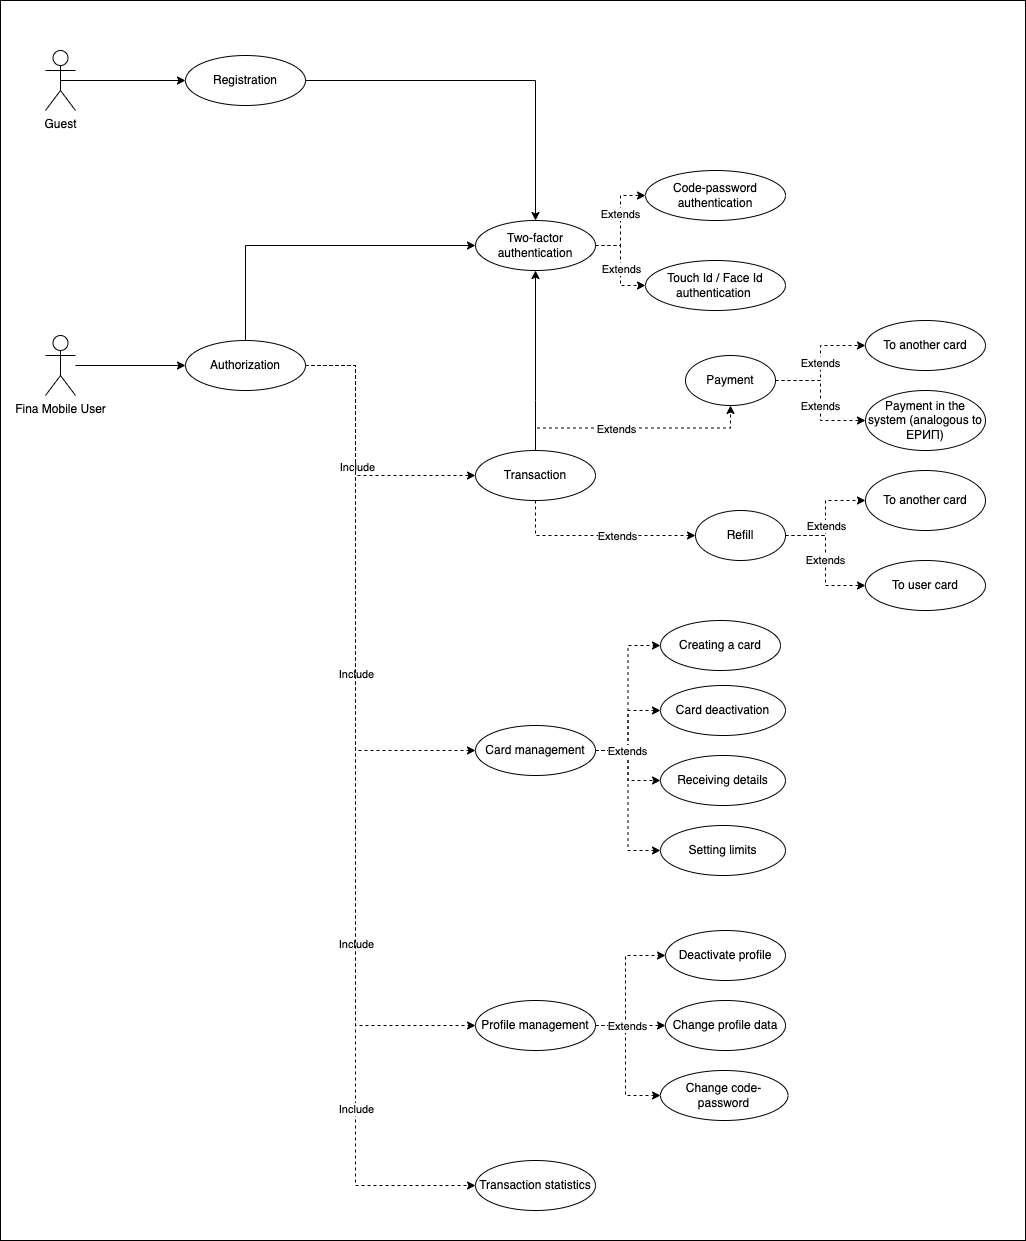 Registration
Guest
Code-password
authentication
Extends
Two-factor
authentication
Extends
Touch Id / Face Id
authentication
Fina Mobile User
Authorization
To another card
Extends
Payment
Extends
Payment in the
system (analogous to
ЕРИП)
Extends
Include
Transaction
To another card
Extends
Extends
Refill
Extends
To user card
Creating a card
Include
Card deactivation
Card management
Extends
Receiving details
Setting limits
Include
Deactivate profile
Profile management
Extends
Change profile data
Change code-
password
Include
Transaction statistics